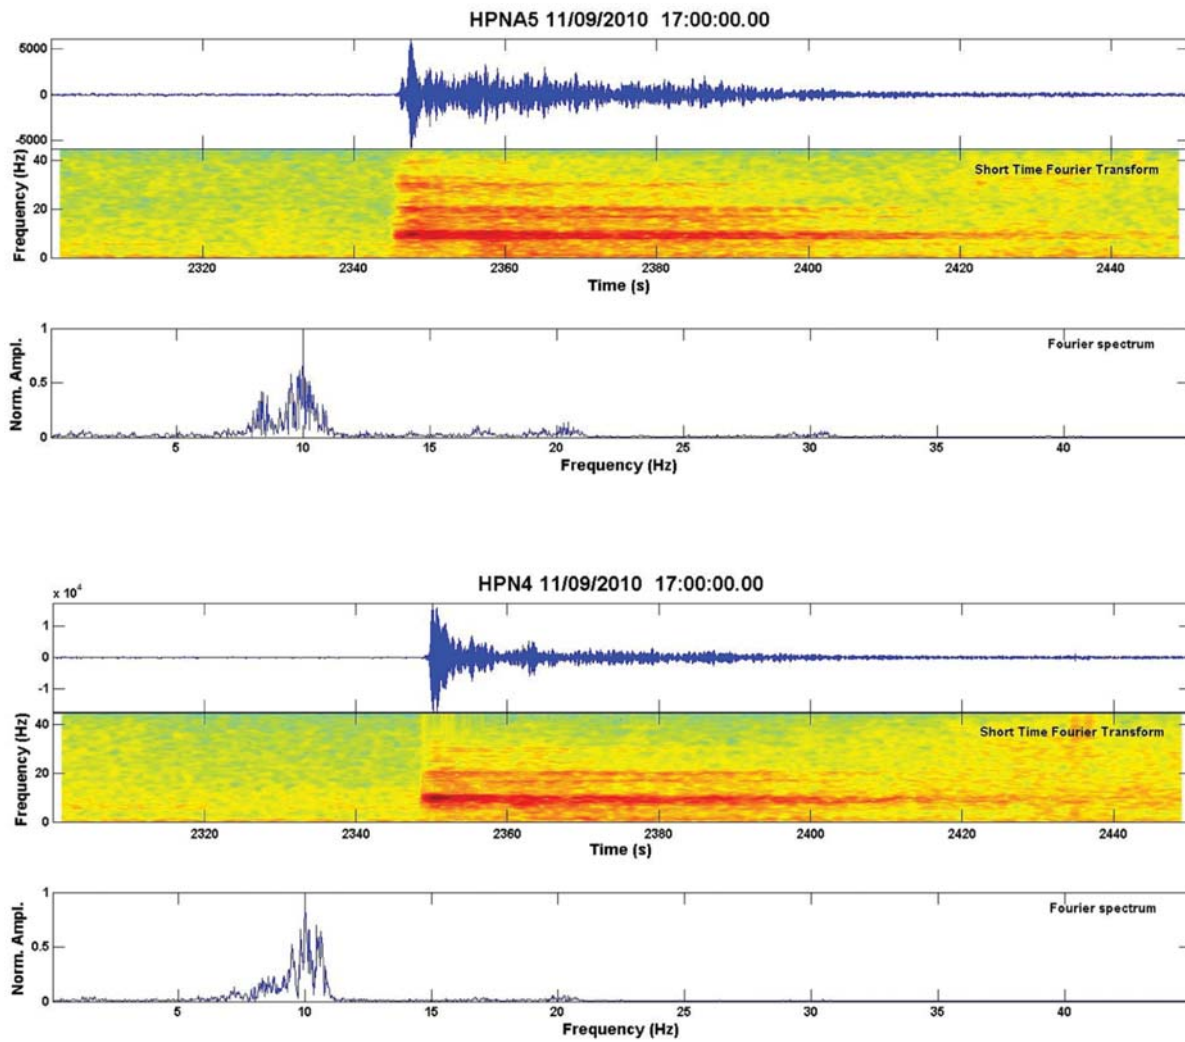 HPNA5 11/09/2010 17:00:00.00
5000
0
-5000
Frequency (Hz)
40
20
0
Short Time Fourier Transform
2320 2340 2360 2380 2400 2420 2440
Time (s)
Norm. Ampl.
1
0.5
0
Fourier spectrum
5 10 15 20 25 30 35 40
Frequency (Hz)
HPN4 11/09/2010 17:00:00.00
x 10^4
1
0
-1
Frequency (Hz)
40
20
0
Short Time Fourier Transform
2320 2340 2360 2380 2400 2420 2440
Time (s)
Norm. Ampl.
1
0.5
0
Fourier spectrum
5 10 15 20 25 30 35 40
Frequency (Hz)